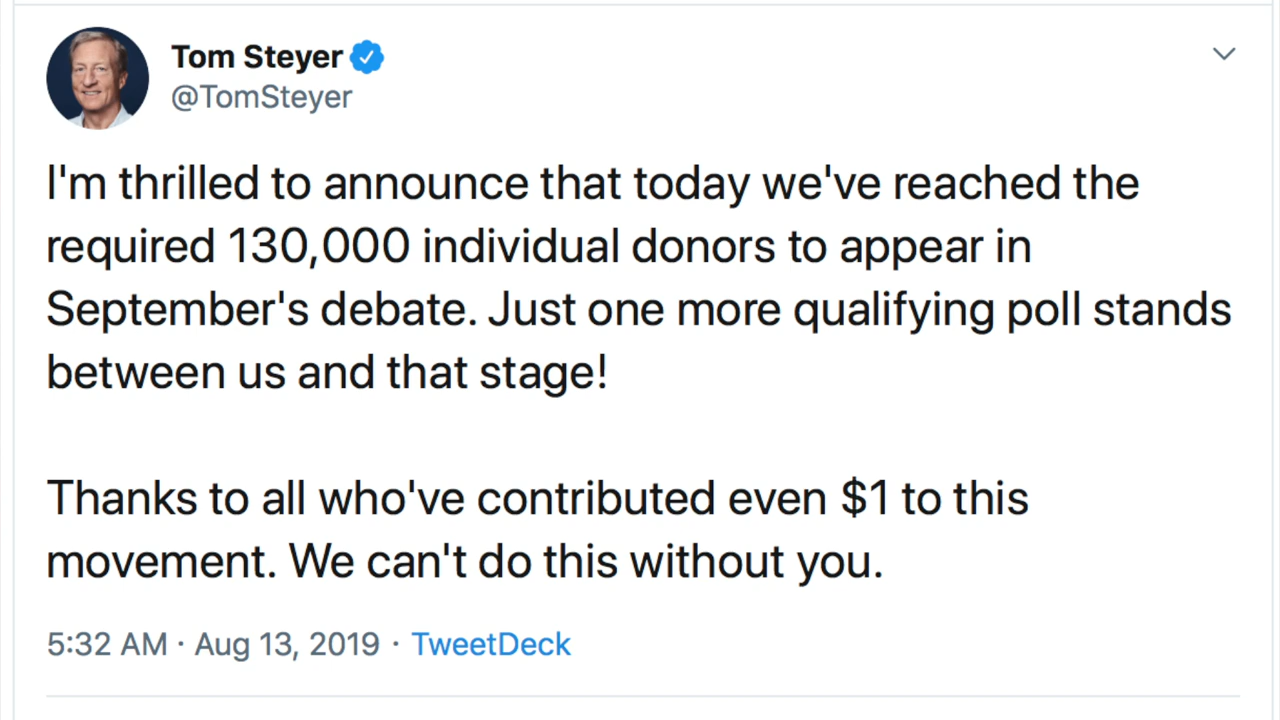 Tom Steyer
@TomSteyer
I'm thrilled to announce that today we've reached the
required 130,000 individual donors to appear in
September's debate. Just one more qualifying poll stands
between us and that stage!
Thanks to all who've contributed even $1 to this
movement. We can't do this without you.
5:32 AM · Aug 13, 2019 · TweetDeck